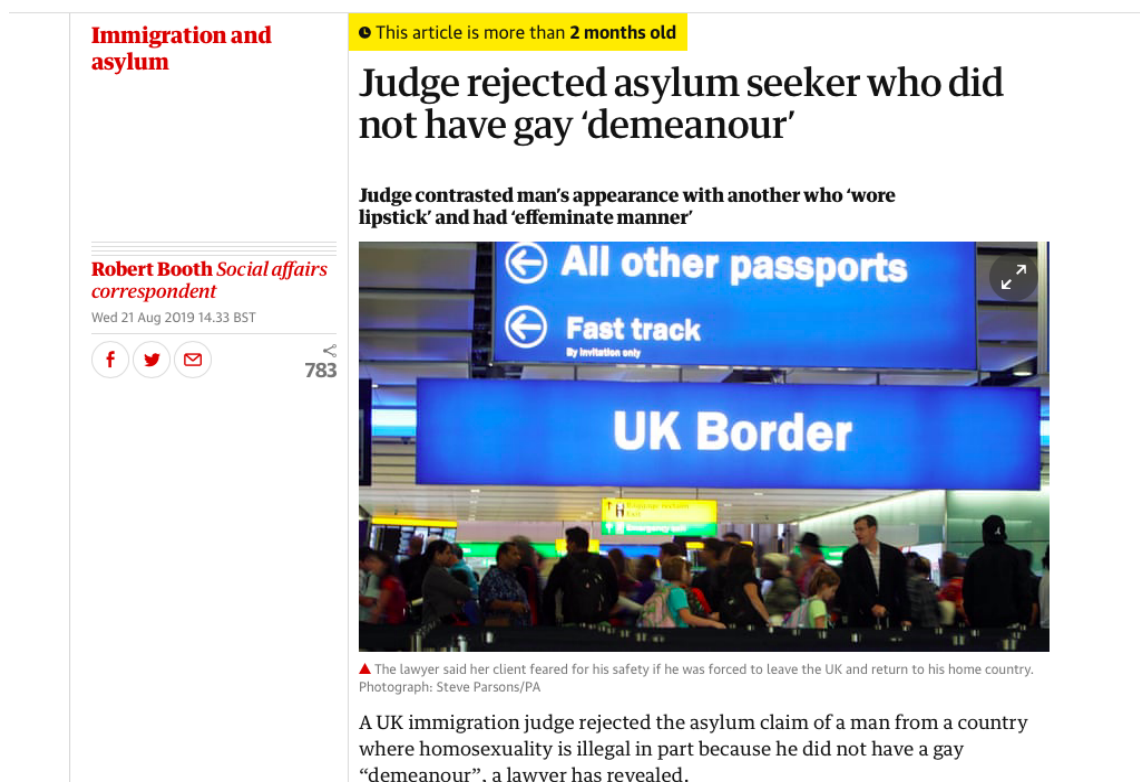 Immigration and
asylum
This article is more than 2 months old
Judge rejected asylum seeker who did
not have gay ‘demeanour’
Judge contrasted man’s appearance with another who ‘wore
lipstick’ and had ‘effeminate manner’
Robert Booth Social affairs
correspondent
Wed 21 Aug 2019 14.33 BST
783
All other passports
Fast track
By invitation only
UK Border
Baggage reclaim
Emergency exit
The lawyer said her client feared for his safety if he was forced to leave the UK and return to his home country.
Photograph: Steve Parsons/PA
A UK immigration judge rejected the asylum claim of a man from a country
where homosexuality is illegal in part because he did not have a gay
“demeanour”, a lawyer has revealed.